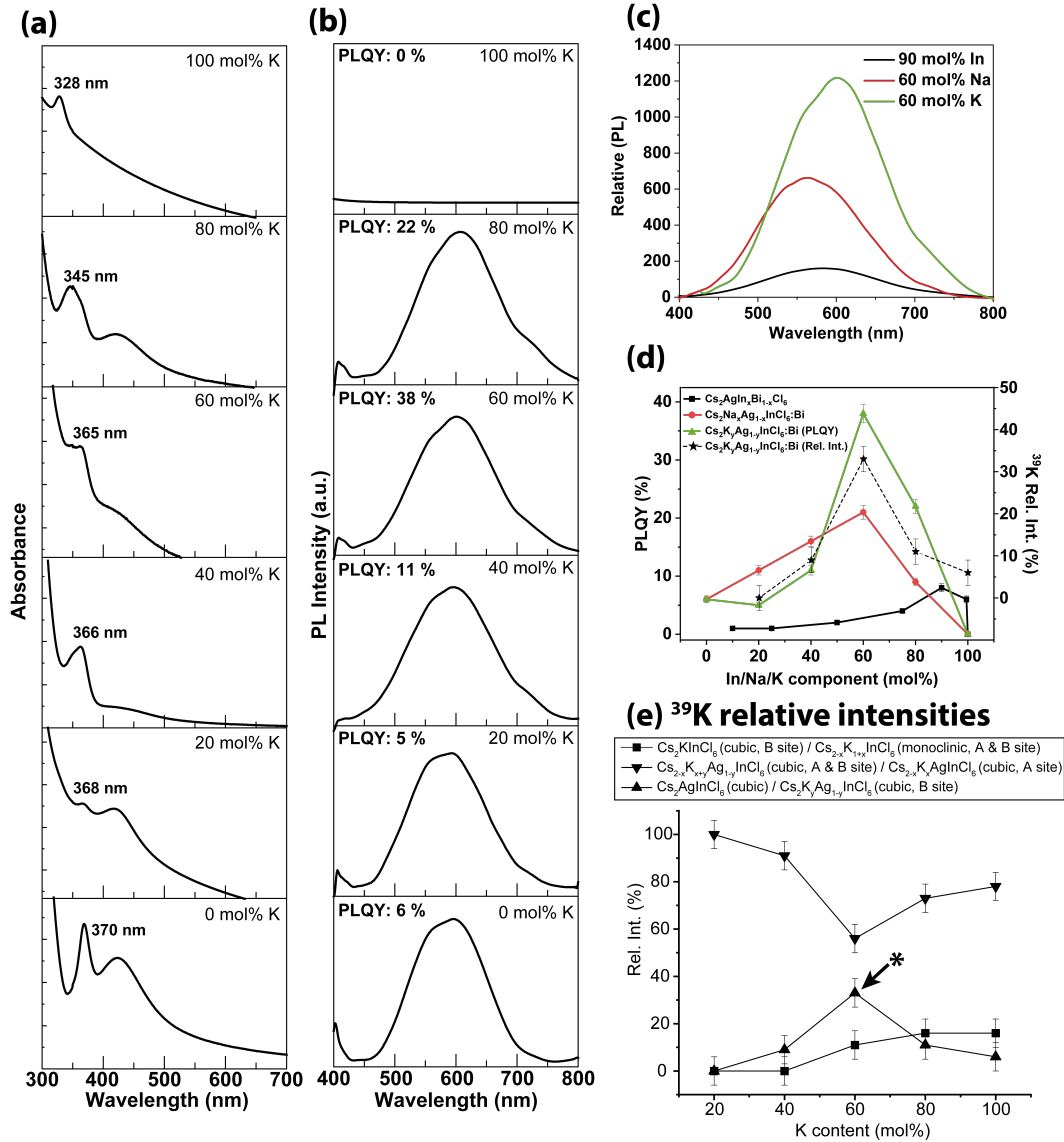 (a)
Absorbance
100 mol% K
328 nm
80 mol% K
345 nm
60 mol% K
365 nm
40 mol% K
366 nm
20 mol% K
368 nm
0 mol% K
370 nm
300 400 500 600 700
Wavelength (nm)
(b)
PL Intensity (a.u.)
PLQY: 0 % 100 mol% K
PLQY: 22 % 80 mol% K
PLQY: 38 % 60 mol% K
PLQY: 11 % 40 mol% K
PLQY: 5 % 20 mol% K
PLQY: 6 % 0 mol% K
400 500 600 700 800
Wavelength (nm)
(c)
Relative (PL)
1400
1200
1000
800
600
400
200
0
90 mol% In
60 mol% Na
60 mol% K
400 500 600 700 800
Wavelength (nm)
(d)
PLQY (%)
40
30
20
10
0
Cs₂AgInₓBi₁₋ₓCl₆
Cs₂NaₓAg₁₋ₓInCl₆:Bi
Cs₂KᵧAg₁₋ᵧInCl₆:Bi (PLQY)
Cs₂KᵧAg₁₋ᵧInCl₆:Bi (Rel. Int.)
50
40
30
20
10
0
³⁹K Rel. Int. (%)
0 20 40 60 80 100
In/Na/K component (mol%)
(e) ³⁹K relative intensities
Cs₂KInCl₆ (cubic, B site) / Cs₂₋ₓK₁₊ₓInCl₆ (monoclinic, A & B site)
Cs₂₋ₓKₓ₊ᵧAg₁₋ᵧInCl₆ (cubic, A & B site) / Cs₂₋ₓKₓAgInCl₆ (cubic, A site)
Cs₂AgInCl₆ (cubic) / Cs₂KᵧAg₁₋ᵧInCl₆ (cubic, B site)
Rel. Int. (%)
100
80
60
40
20
0
*
20 40 60 80 100
K content (mol%)